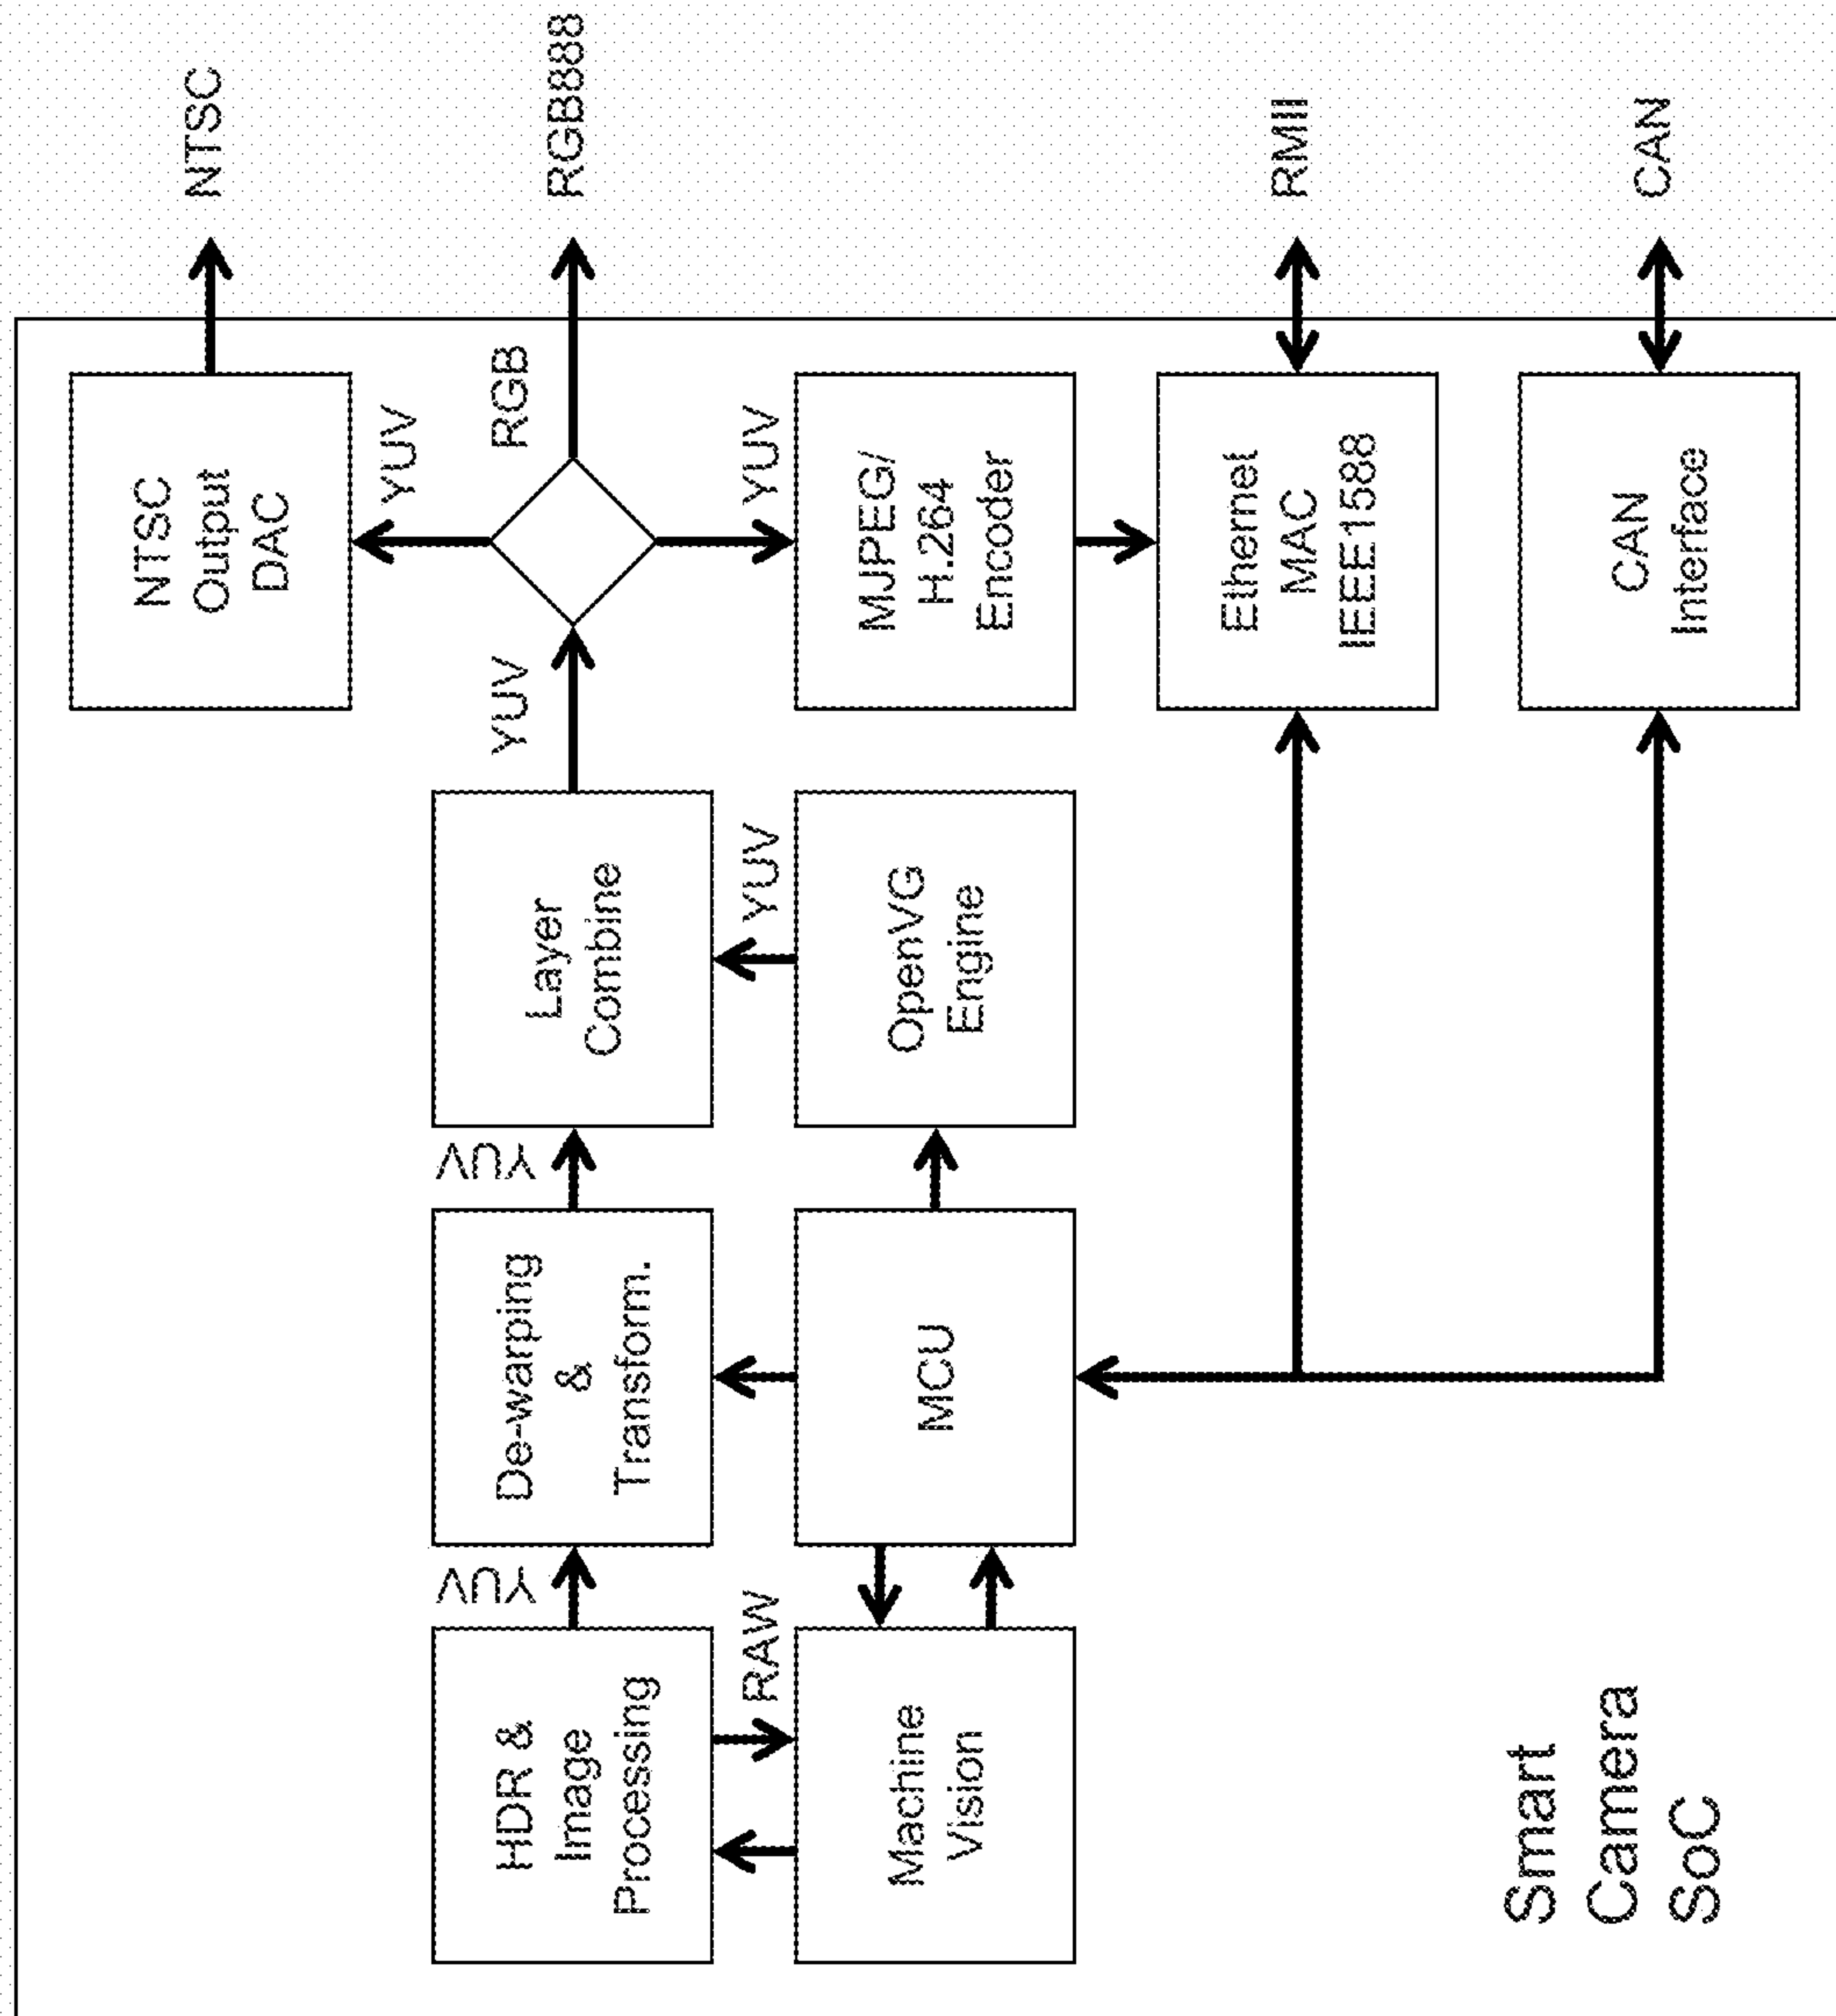 NTSC
RGB888
RMII
CAN
NTSC
Output
DAC
YUV
RGB
YUV
YUV
MJPEG/
H.264
Encoder
Ethernet
MAC
IEEE1588
CAN
Interface
Layer
Combine
YUV
OpenVG
Engine
YUV
De-warping
&
Transform.
MCU
YUV
HDR &
Image
Processing
RAW
Machine
Vision
Smart
Camera
SoC